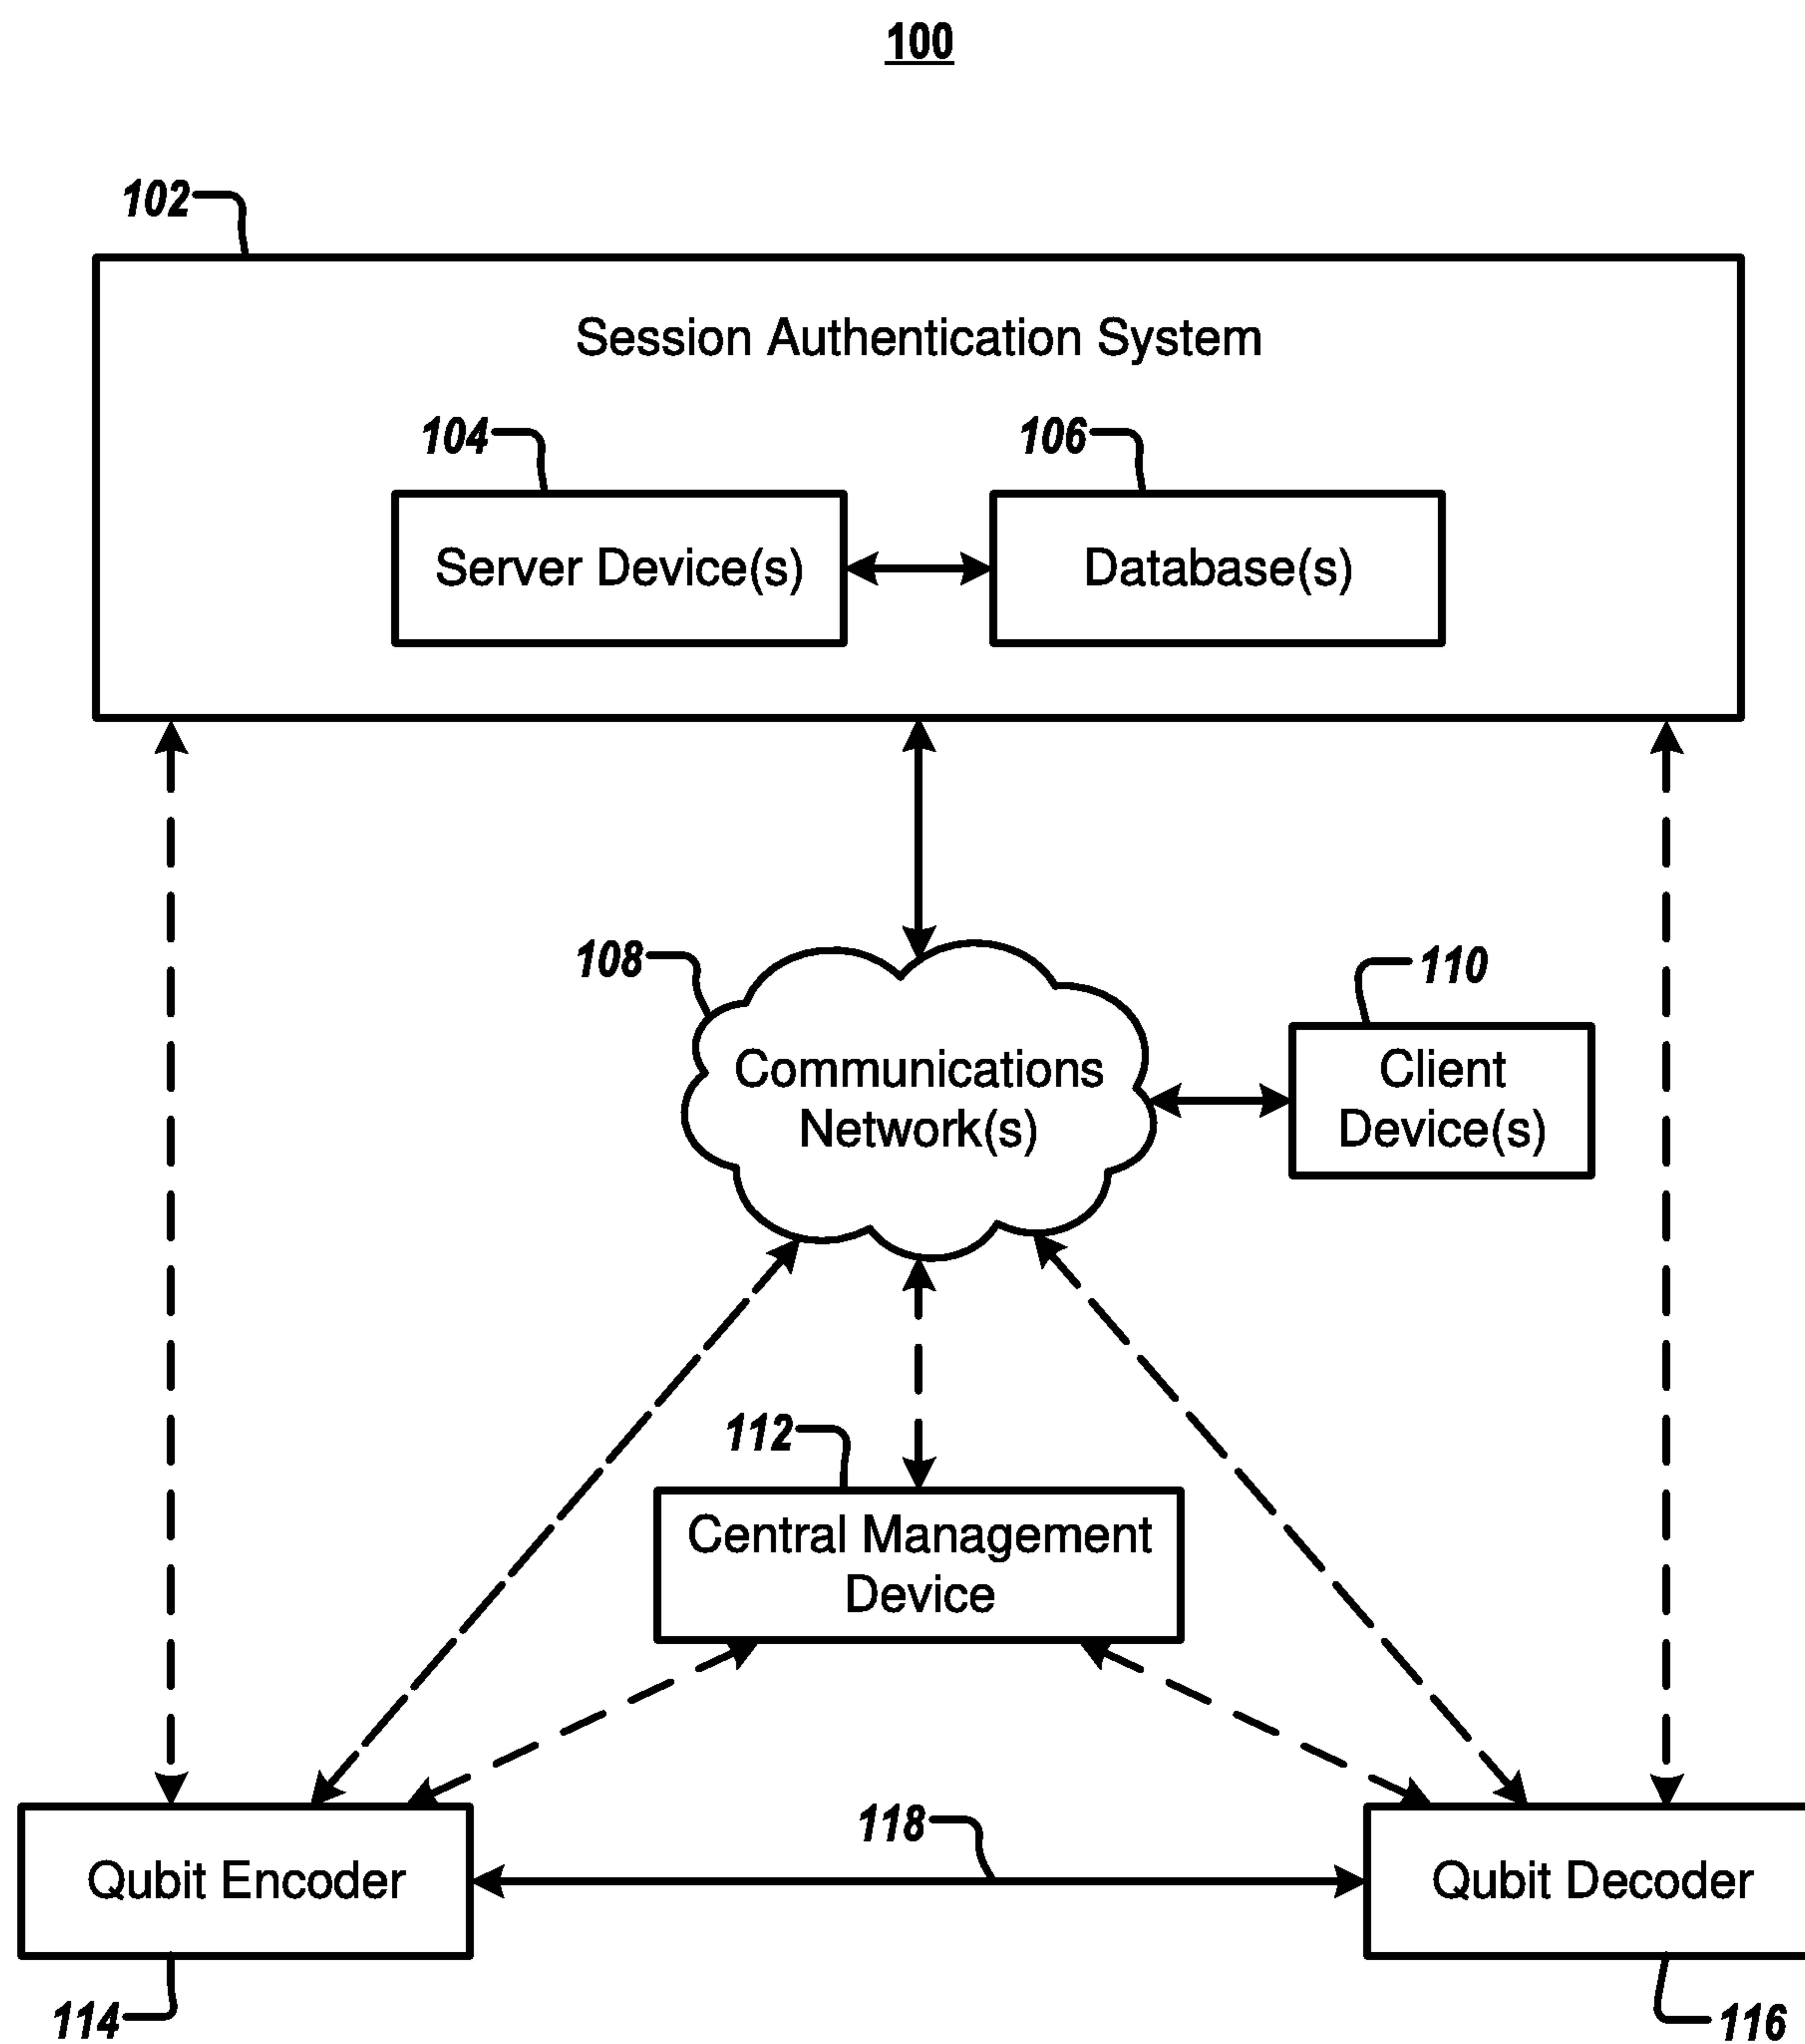 100
102
Session Authentication System
104
106
Server Device(s)
Database(s)
108
110
Communications
Network(s)
Client
Device(s)
112
Central Management
Device
118
Qubit Encoder
Qubit Decoder
114
116